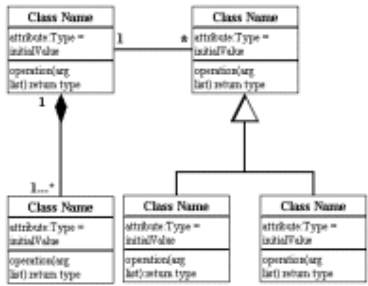 Class Name
attribute:Type =
initialValue
operation(arg
list):return type
1
*
Class Name
attribute:Type =
initialValue
operation(arg
list):return type
1
1...*
Class Name
attribute:Type =
initialValue
operation(arg
list):return type
Class Name
attribute:Type =
initialValue
operation(arg
list):return type
Class Name
attribute:Type =
initialValue
operation(arg
list):return type